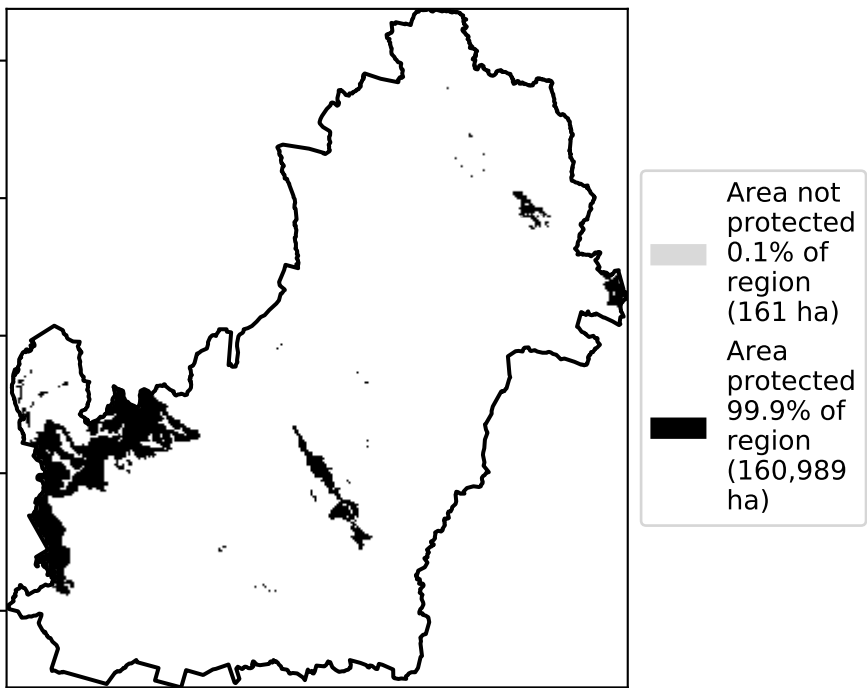 Area not
protected
0.1% of
region
(161 ha)
Area
protected
99.9% of
region
(160,989
ha)